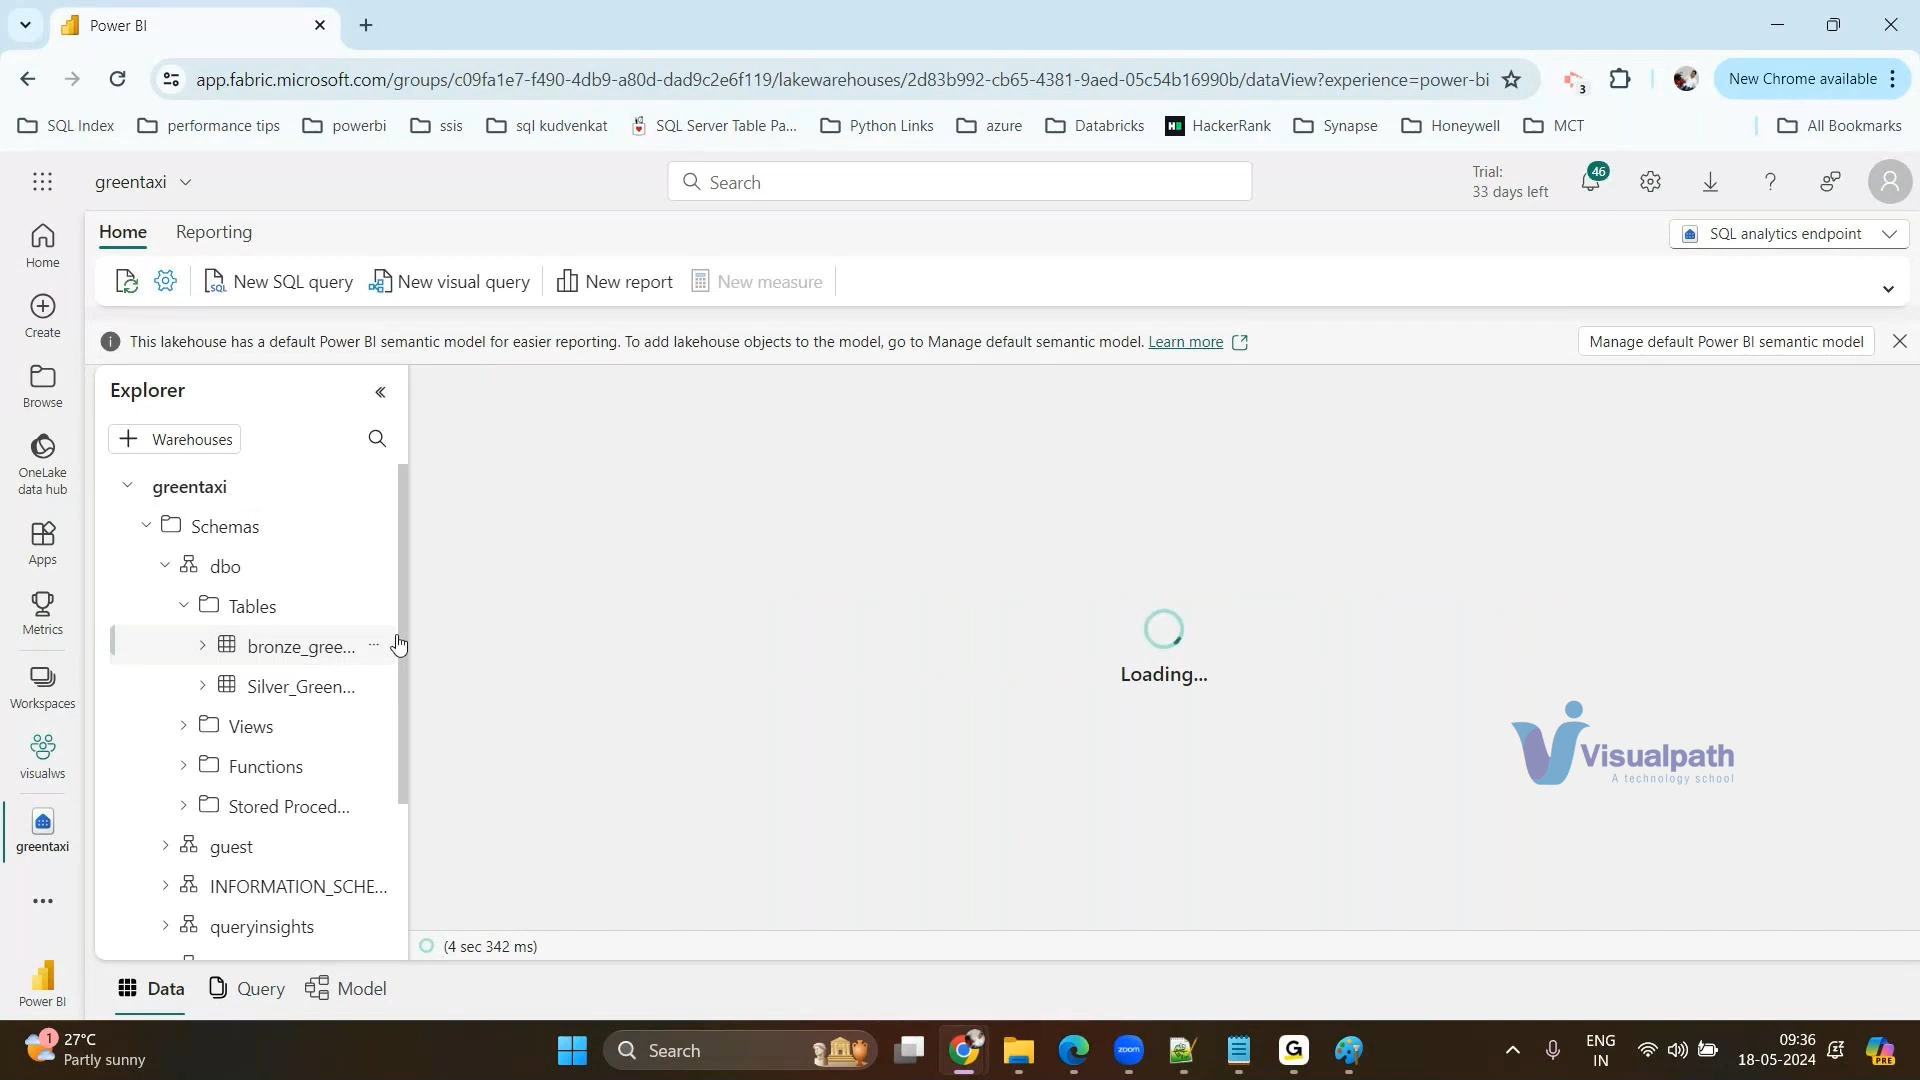 Power BI
app.fabric.microsoft.com/groups/c09fa1e7-f490-4db9-a80d-dad9c2e6f119/lakewarehouses/2d83b992-cb65-4381-9aed-05c54b16990b/dataView?experience=power-bi
3
New Chrome available
SQL Index
performance tips
powerbi
ssis
sql kudvenkat
SQL Server Table Pa...
Python Links
azure
Databricks
HackerRank
Synapse
Honeywell
MCT
All Bookmarks
greentaxi
Search
Trial:
33 days left
46
Home
Reporting
SQL analytics endpoint
New SQL query
New visual query
New report
New measure
This lakehouse has a default Power BI semantic model for easier reporting. To add lakehouse objects to the model, go to Manage default semantic model. Learn more
Manage default Power BI semantic model
Home
Create
Browse
OneLake
data hub
Apps
Metrics
Workspaces
visualws
greentaxi
Power BI
Explorer
Warehouses
greentaxi
Schemas
dbo
Tables
bronze_gree...
Silver_Green...
Views
Functions
Stored Proced...
guest
INFORMATION_SCHE...
queryinsights
Loading...
Visualpath
A technology school
(4 sec 342 ms)
Data
Query
Model
1
27°C
Partly sunny
Search
zoom
G
ENG
IN
09:36
18-05-2024
PRE